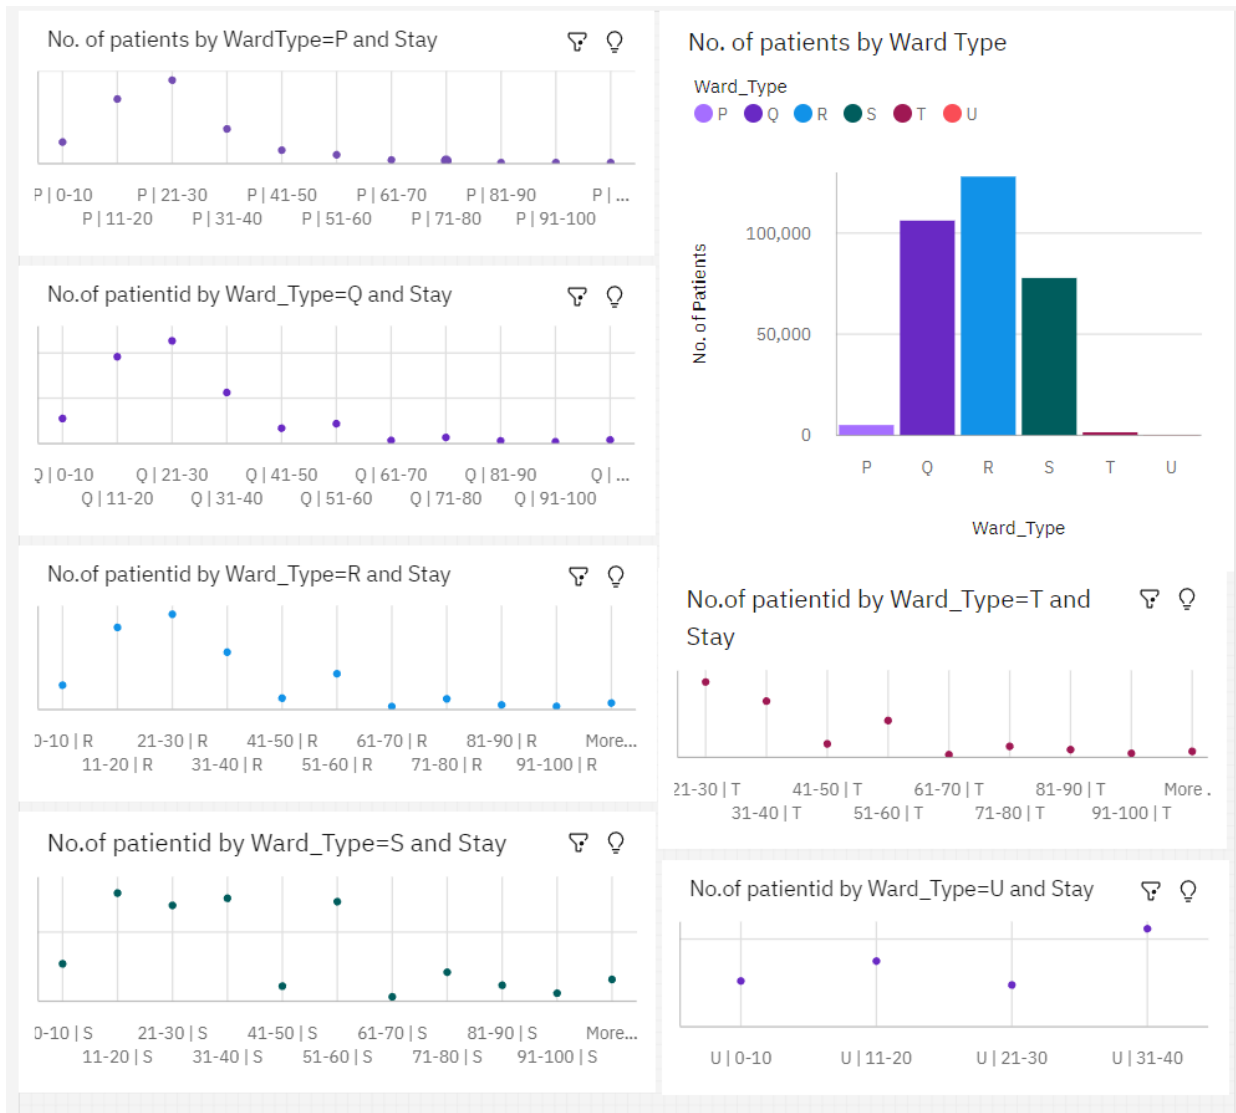 No. of patients by WardType=P and Stay
P | 0-10 P | 21-30 P | 41-50 P | 61-70 P | 81-90 P | ...
P | 11-20 P | 31-40 P | 51-60 P | 71-80 P | 91-100
No.of patientid by Ward_Type=Q and Stay
Q | 0-10 Q | 21-30 Q | 41-50 Q | 61-70 Q | 81-90 Q | ...
Q | 11-20 Q | 31-40 Q | 51-60 Q | 71-80 Q | 91-100
No.of patientid by Ward_Type=R and Stay
0-10 | R 21-30 | R 41-50 | R 61-70 | R 81-90 | R More...
11-20 | R 31-40 | R 51-60 | R 71-80 | R 91-100 | R
No.of patientid by Ward_Type=S and Stay
0-10 | S 21-30 | S 41-50 | S 61-70 | S 81-90 | S More...
11-20 | S 31-40 | S 51-60 | S 71-80 | S 91-100 | S
No. of patients by Ward Type
Ward_Type
P Q R S T U
No. of Patients
100,000
50,000
0
P Q R S T U
Ward_Type
No.of patientid by Ward_Type=T and
Stay
21-30 | T 41-50 | T 61-70 | T 81-90 | T More .
31-40 | T 51-60 | T 71-80 | T 91-100 | T
No.of patientid by Ward_Type=U and Stay
U | 0-10 U | 11-20 U | 21-30 U | 31-40